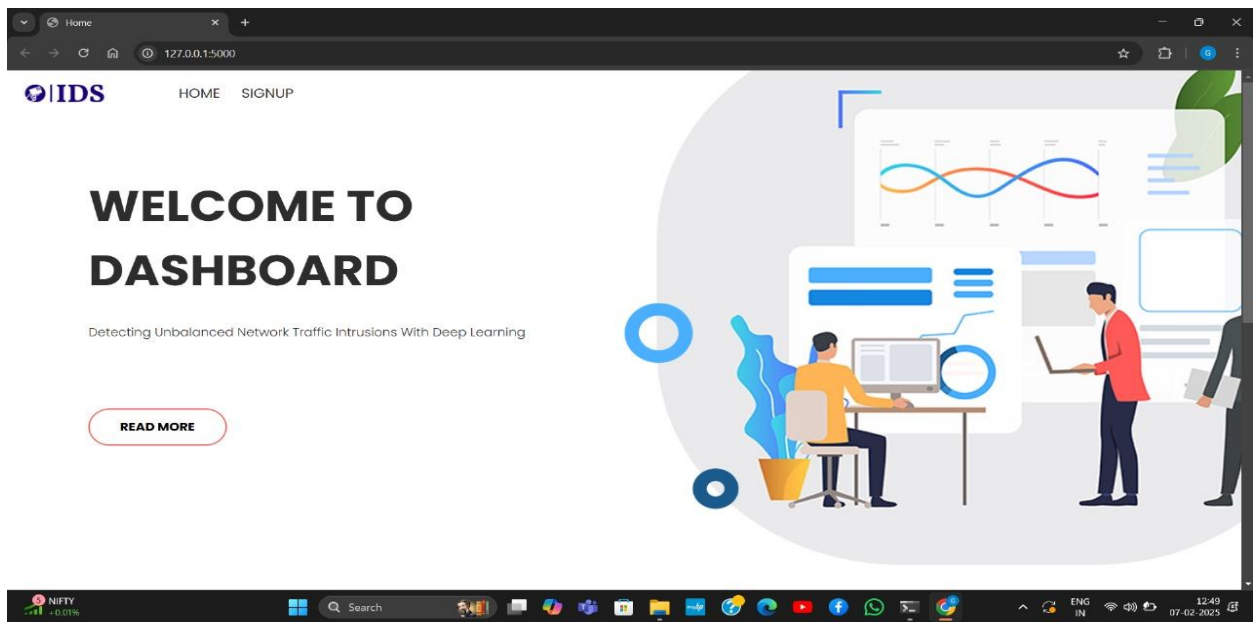 Home
127.0.0.1:5000
G
IDS
HOME SIGNUP
WELCOME TO
DASHBOARD
Detecting Unbalanced Network Traffic Intrusions With Deep Learning
READ MORE
5
NIFTY
+0.01%
Search
ENG
IN
12:49
07-02-2025